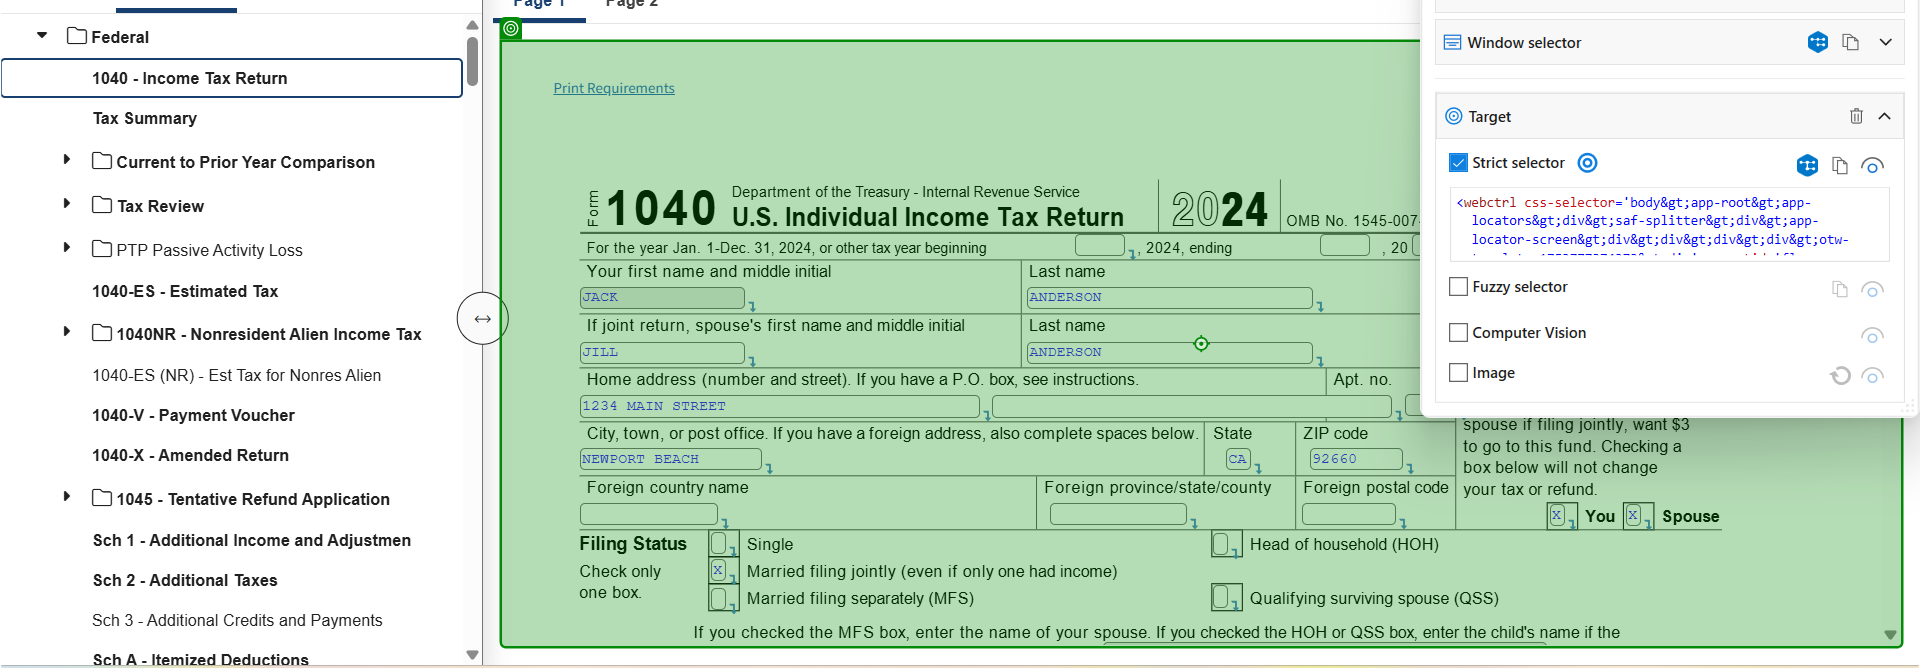 Page 1
Page 2
Federal
1040 - Income Tax Return
Tax Summary
Current to Prior Year Comparison
Tax Review
PTP Passive Activity Loss
1040-ES - Estimated Tax
1040NR - Nonresident Alien Income Tax
1040-ES (NR) - Est Tax for Nonres Alien
1040-V - Payment Voucher
1040-X - Amended Return
1045 - Tentative Refund Application
Sch 1 - Additional Income and Adjustmen
Sch 2 - Additional Taxes
Sch 3 - Additional Credits and Payments
Sch A - Itemized Deductions
Print Requirements
Form 1040
Department of the Treasury - Internal Revenue Service
U.S. Individual Income Tax Return
2024
OMB No. 1545-007
For the year Jan. 1-Dec. 31, 2024, or other tax year beginning , 2024, ending , 20
Your first name and middle initial Last name
JACK ANDERSON
If joint return, spouse's first name and middle initial Last name
JILL ANDERSON
Home address (number and street). If you have a P.O. box, see instructions. Apt. no.
1234 MAIN STREET
City, town, or post office. If you have a foreign address, also complete spaces below. State ZIP code
NEWPORT BEACH CA 92660
Foreign country name Foreign province/state/county Foreign postal code
spouse if filing jointly, want $3
to go to this fund. Checking a
box below will not change
your tax or refund.
X You X Spouse
Filing Status Single Head of household (HOH)
Check only X Married filing jointly (even if only one had income)
one box. Married filing separately (MFS) Qualifying surviving spouse (QSS)
If you checked the MFS box, enter the name of your spouse. If you checked the HOH or QSS box, enter the child's name if the
Window selector
Target
Strict selector
<webctrl css-selector='body&gt;app-root&gt;app-
locators&gt;div&gt;saf-splitter&gt;div&gt;app-
locator-screen&gt;div&gt;div&gt;div&gt;div&gt;otw-
Fuzzy selector
Computer Vision
Image